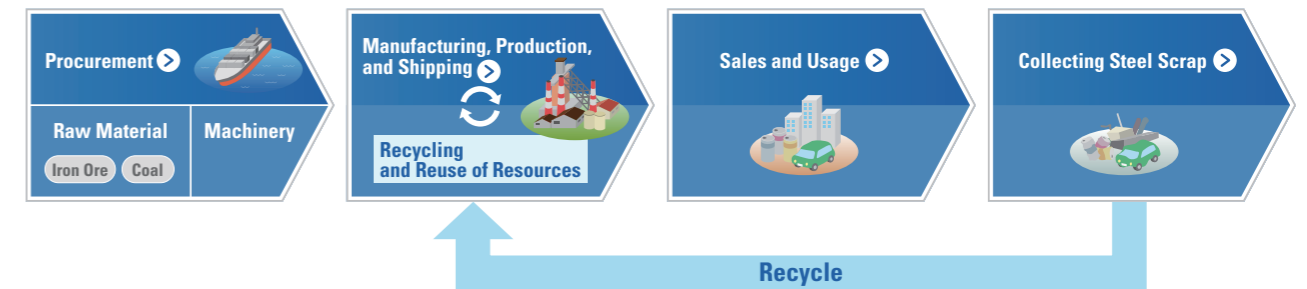 Procurement
Raw Material
Machinery
Iron Ore
Coal
Manufacturing, Production,
and Shipping
Recycling
and Reuse of Resources
Sales and Usage
Collecting Steel Scrap
Recycle